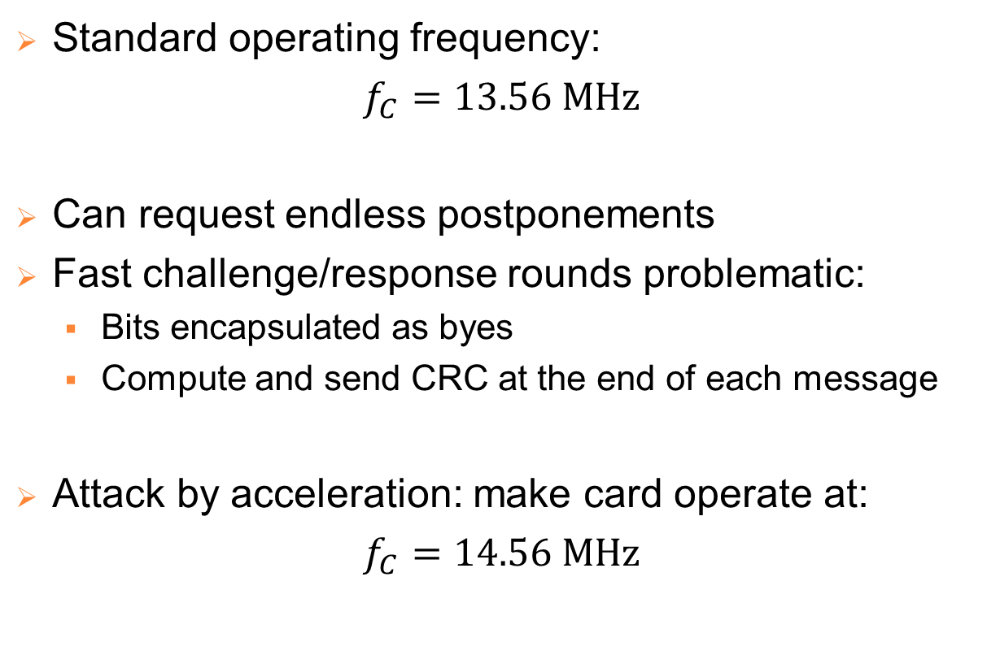 Standard operating frequency:
f_C = 13.56 MHz
Can request endless postponements
Fast challenge/response rounds problematic:
Bits encapsulated as byes
Compute and send CRC at the end of each message
Attack by acceleration: make card operate at:
f_C = 14.56 MHz